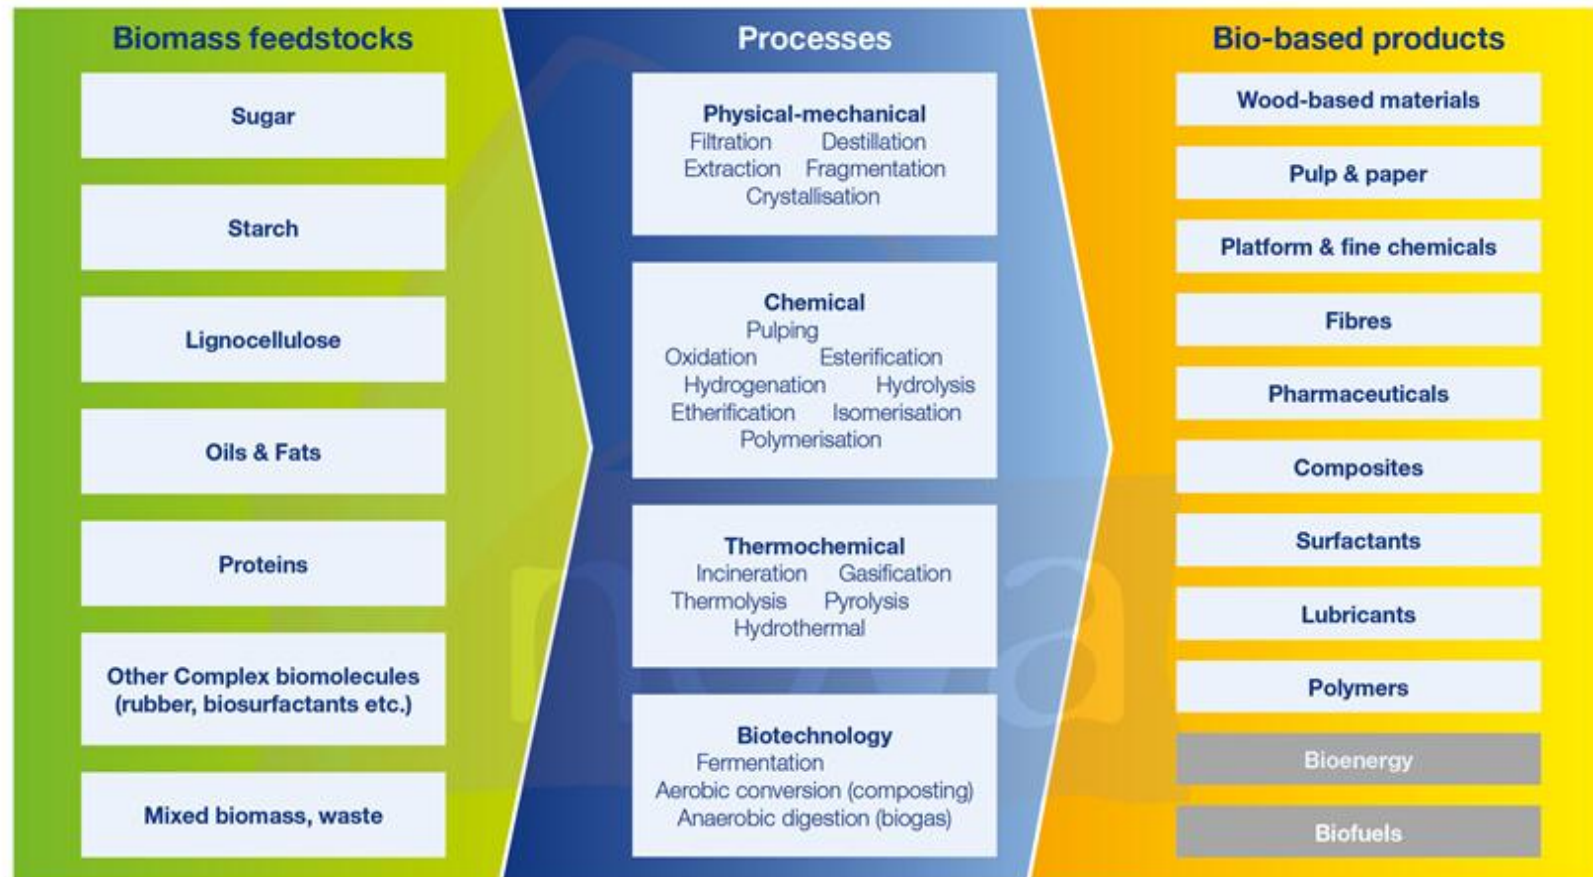 Biomass feedstocks
Sugar
Starch
Lignocellulose
Oils & Fats
Proteins
Other Complex biomolecules
(rubber, biosurfactants etc.)
Mixed biomass, waste
Processes
Physical-mechanical
Filtration Destillation
Extraction Fragmentation
Crystallisation
Chemical
Pulping
Oxidation Esterification
Hydrogenation Hydrolysis
Etherification Isomerisation
Polymerisation
Thermochemical
Incineration Gasification
Thermolysis Pyrolysis
Hydrothermal
Biotechnology
Fermentation
Aerobic conversion (composting)
Anaerobic digestion (biogas)
Bio-based products
Wood-based materials
Pulp & paper
Platform & fine chemicals
Fibres
Pharmaceuticals
Composites
Surfactants
Lubricants
Polymers
Bioenergy
Biofuels